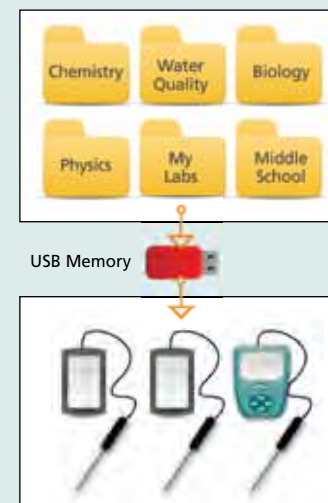 Chemistry
Water
Quality
Biology
Physics
My
Labs
Middle
School
USB Memory